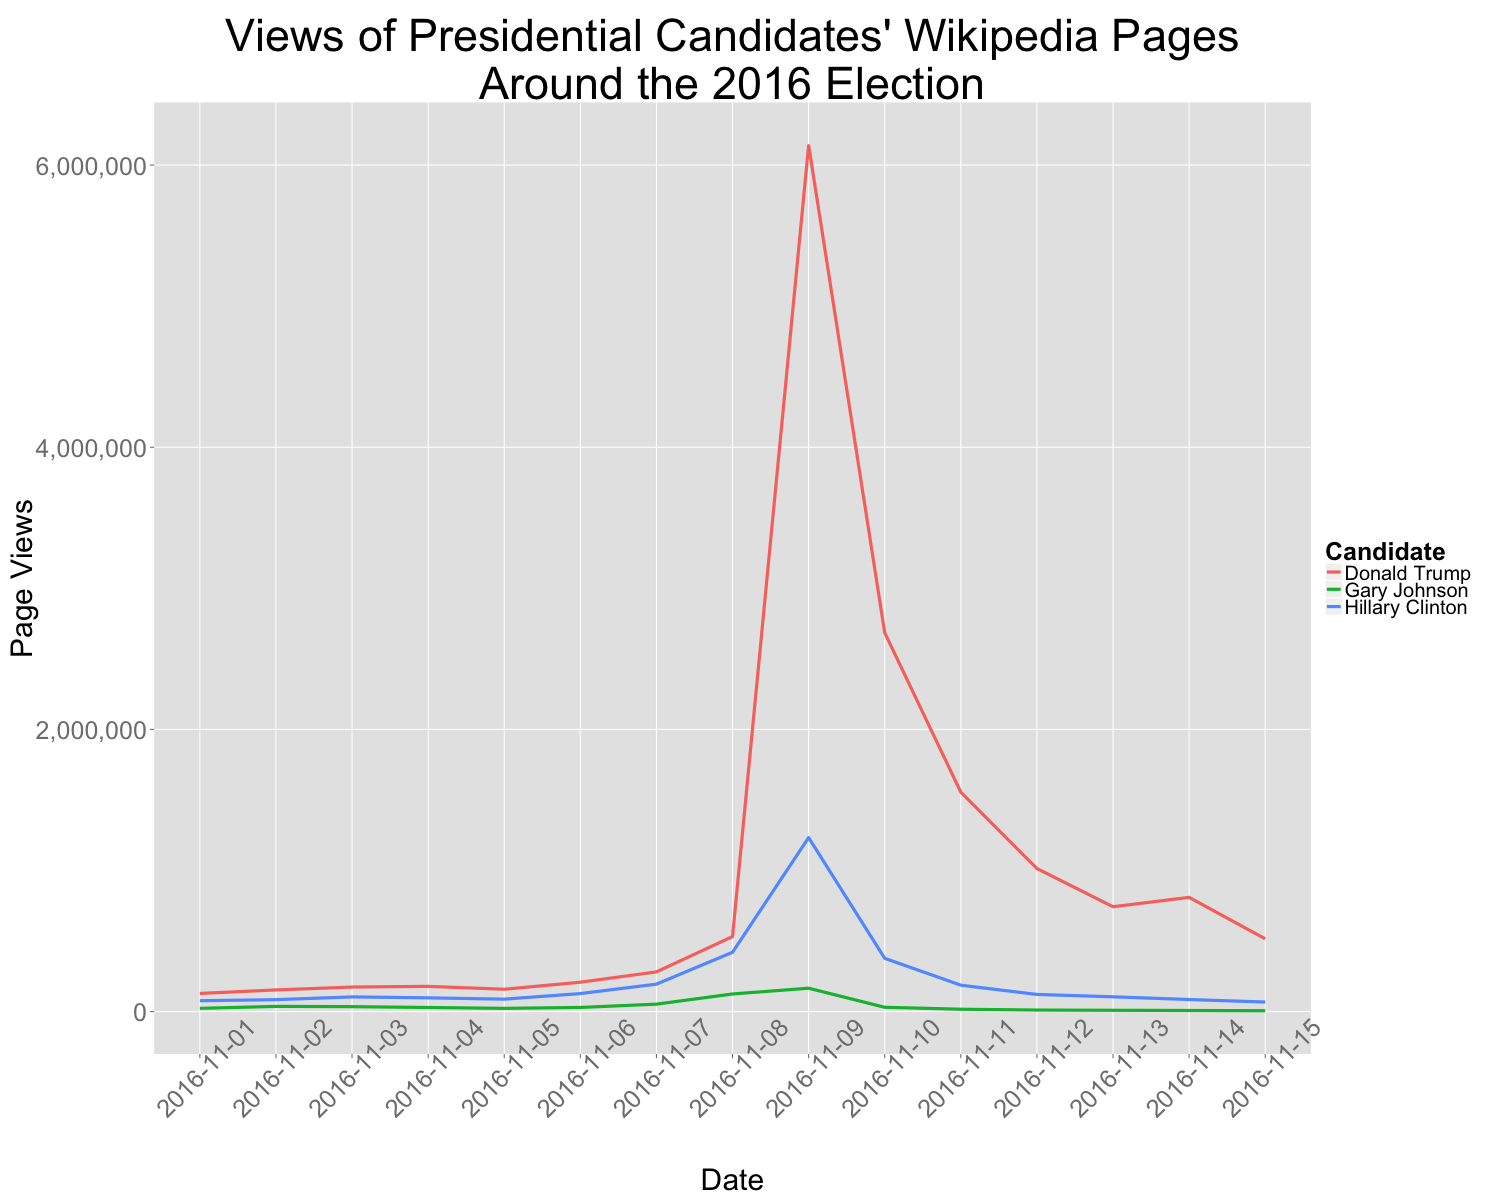 Views of Presidential Candidates' Wikipedia Pages
Around the 2016 Election
6,000,000
4,000,000
2,000,000
0
Page Views
2016-11-01
2016-11-02
2016-11-03
2016-11-04
2016-11-05
2016-11-06
2016-11-07
2016-11-08
2016-11-09
2016-11-10
2016-11-11
2016-11-12
2016-11-13
2016-11-14
2016-11-15
Date
Candidate
Donald Trump
Gary Johnson
Hillary Clinton